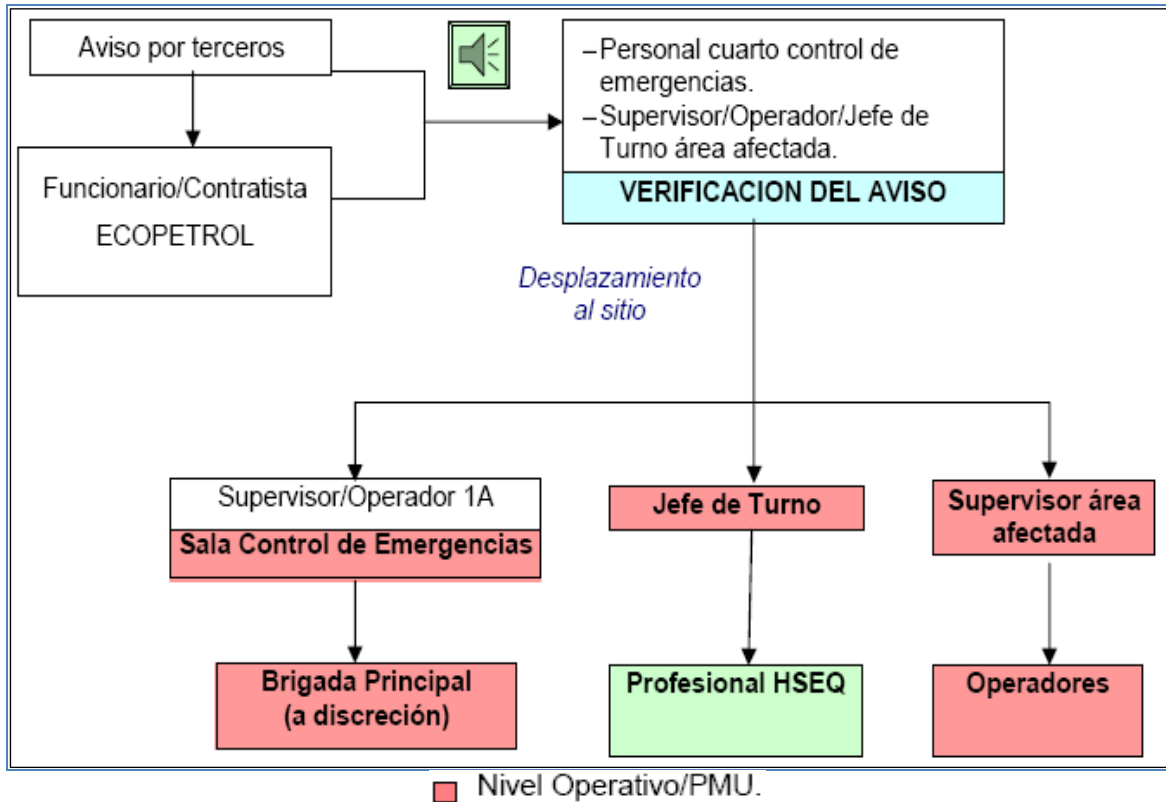 Aviso por terceros
Funcionario/Contratista
ECOPETROL
–Personal cuarto control de
emergencias.
–Supervisor/Operador/Jefe de
Turno área afectada.
VERIFICACION DEL AVISO
Desplazamiento
al sitio
Supervisor/Operador 1A
Sala Control de Emergencias
Jefe de Turno
Supervisor área
afectada
Brigada Principal
(a discreción)
Profesional HSEQ
Operadores
Nivel Operativo/PMU.